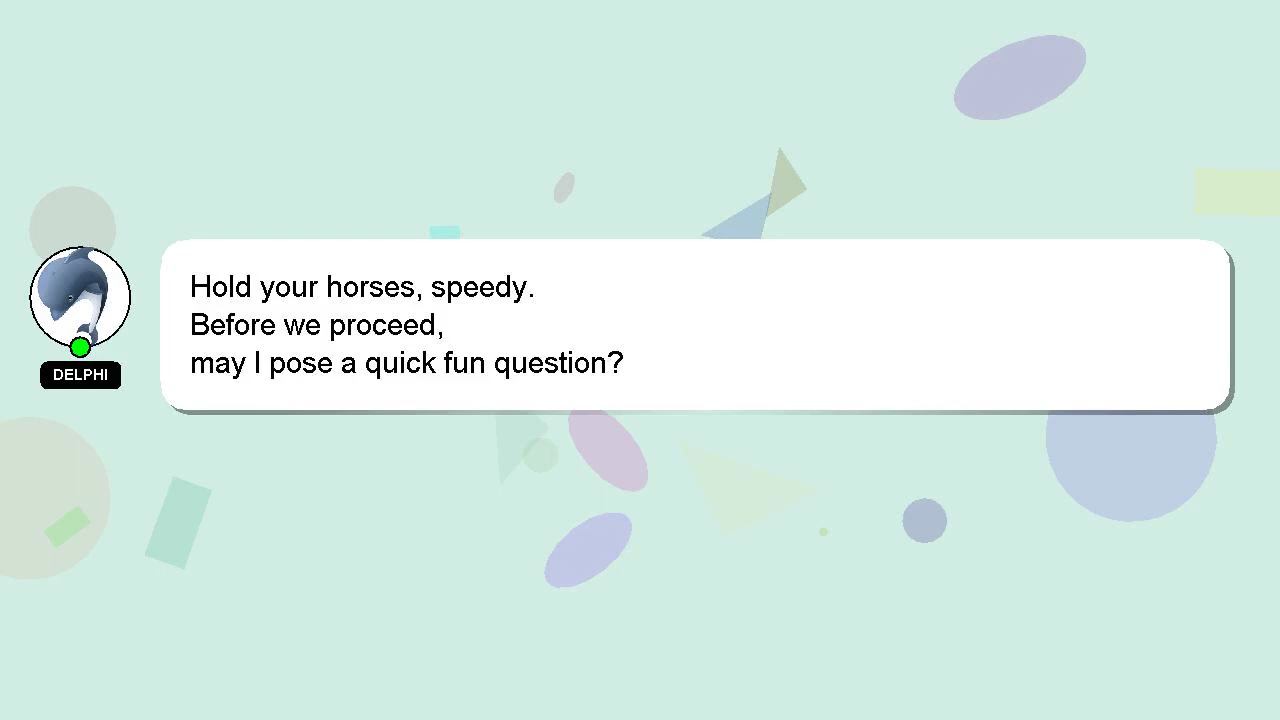 Hold your horses, speedy.
Before we proceed,
may I pose a quick fun question?
DELPHI